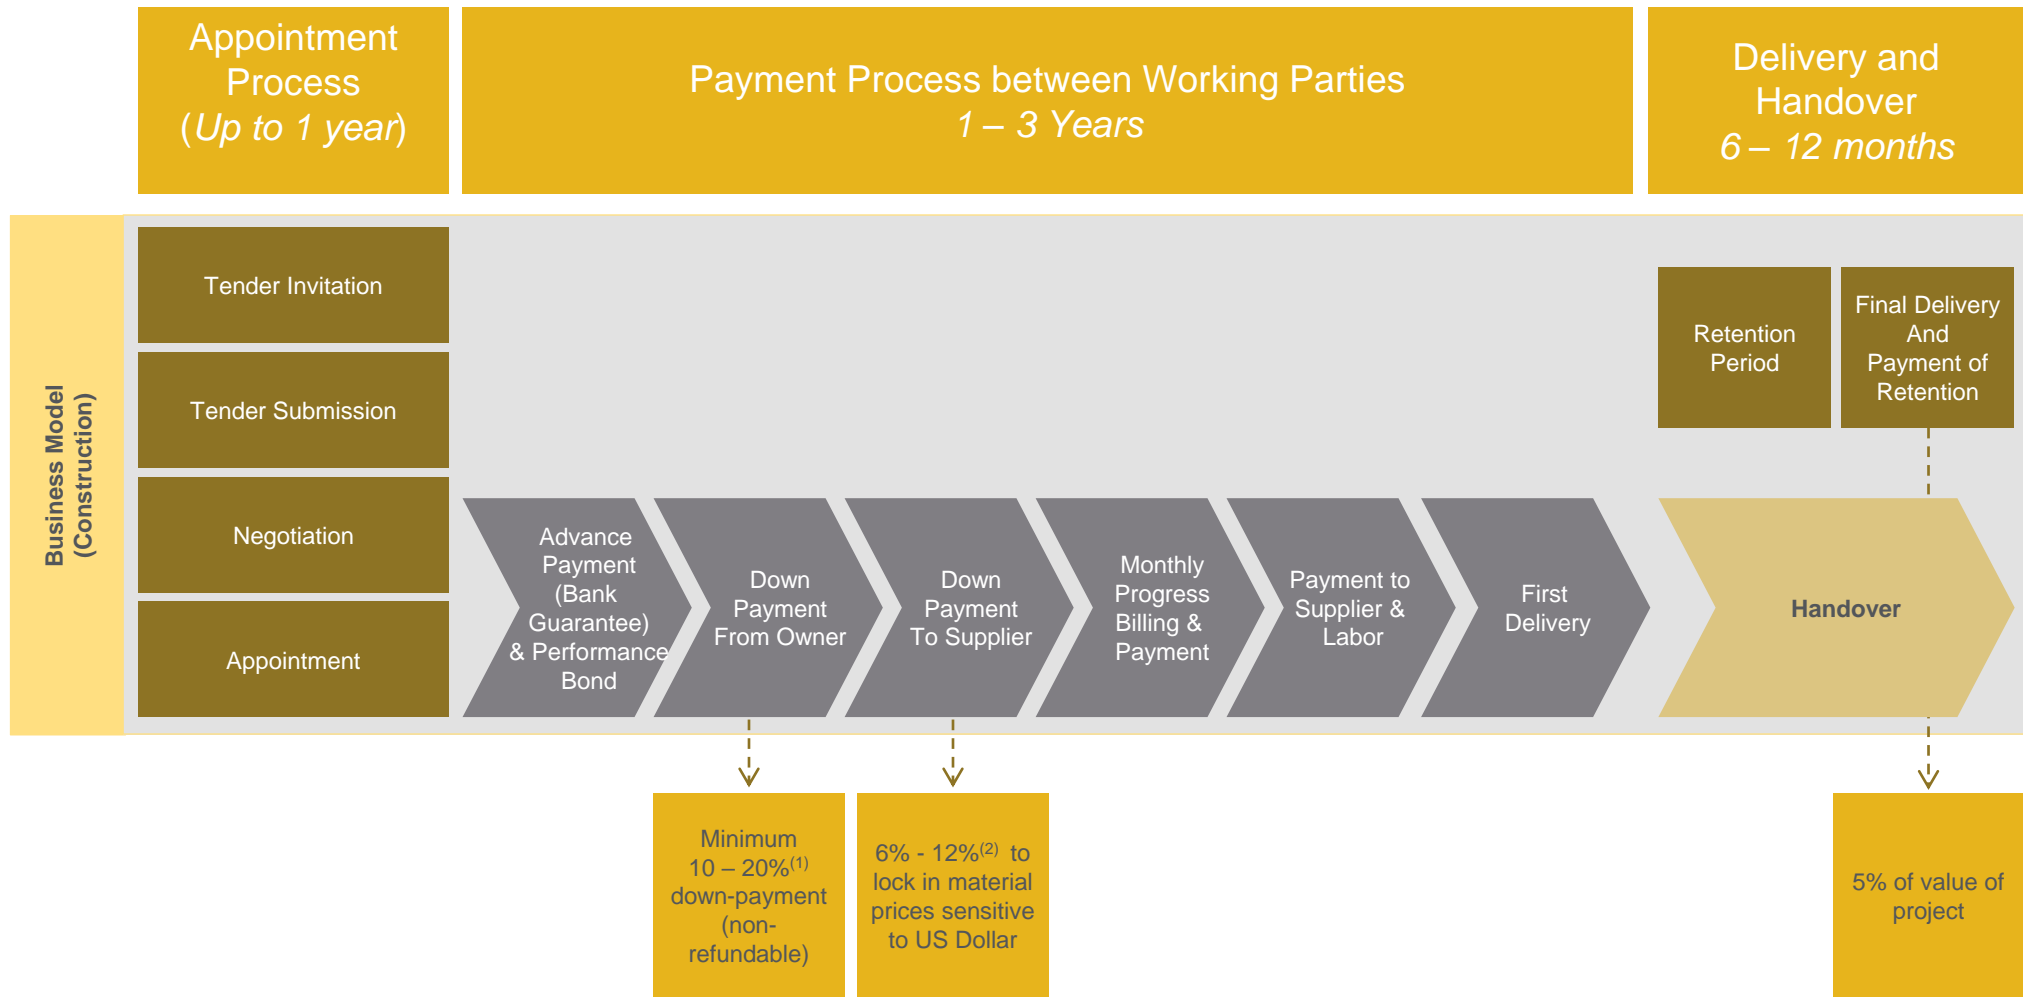 Appointment
Process
(Up to 1 year)
Payment Process between Working Parties
1 – 3 Years
Delivery and
Handover
6 – 12 months
Business Model
(Construction)
Tender Invitation
Tender Submission
Negotiation
Appointment
Retention
Period
Final Delivery
And
Payment of
Retention
Advance
Payment
(Bank
Guarantee)
& Performance
Bond
Down
Payment
From Owner
Down
Payment
To Supplier
Monthly
Progress
Billing &
Payment
Payment to
Supplier &
Labor
First
Delivery
Handover
Minimum
10 – 20%(1)
down-payment
(non-
refundable)
6% - 12%(2) to
lock in material
prices sensitive
to US Dollar
5% of value of
project